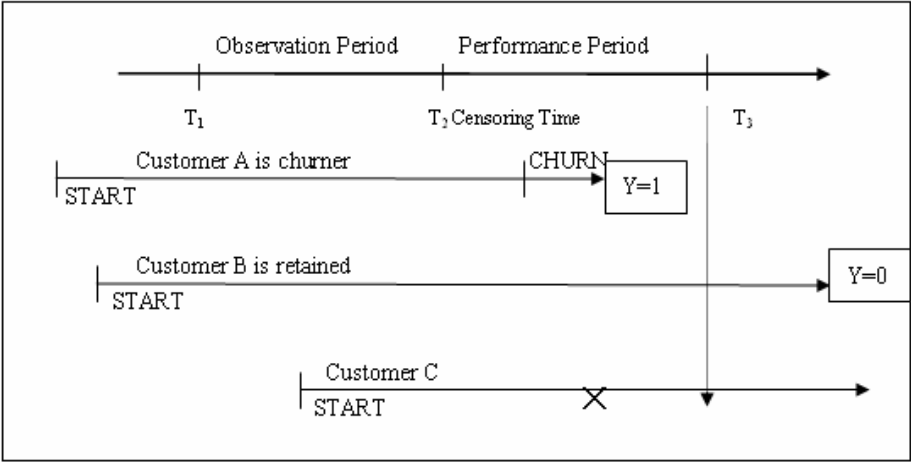 Observation Period Performance Period
T1 T2 Censoring Time T3
Customer A is churner CHURN
Y=1
START
Customer B is retained
Y=0
START
Customer C
START